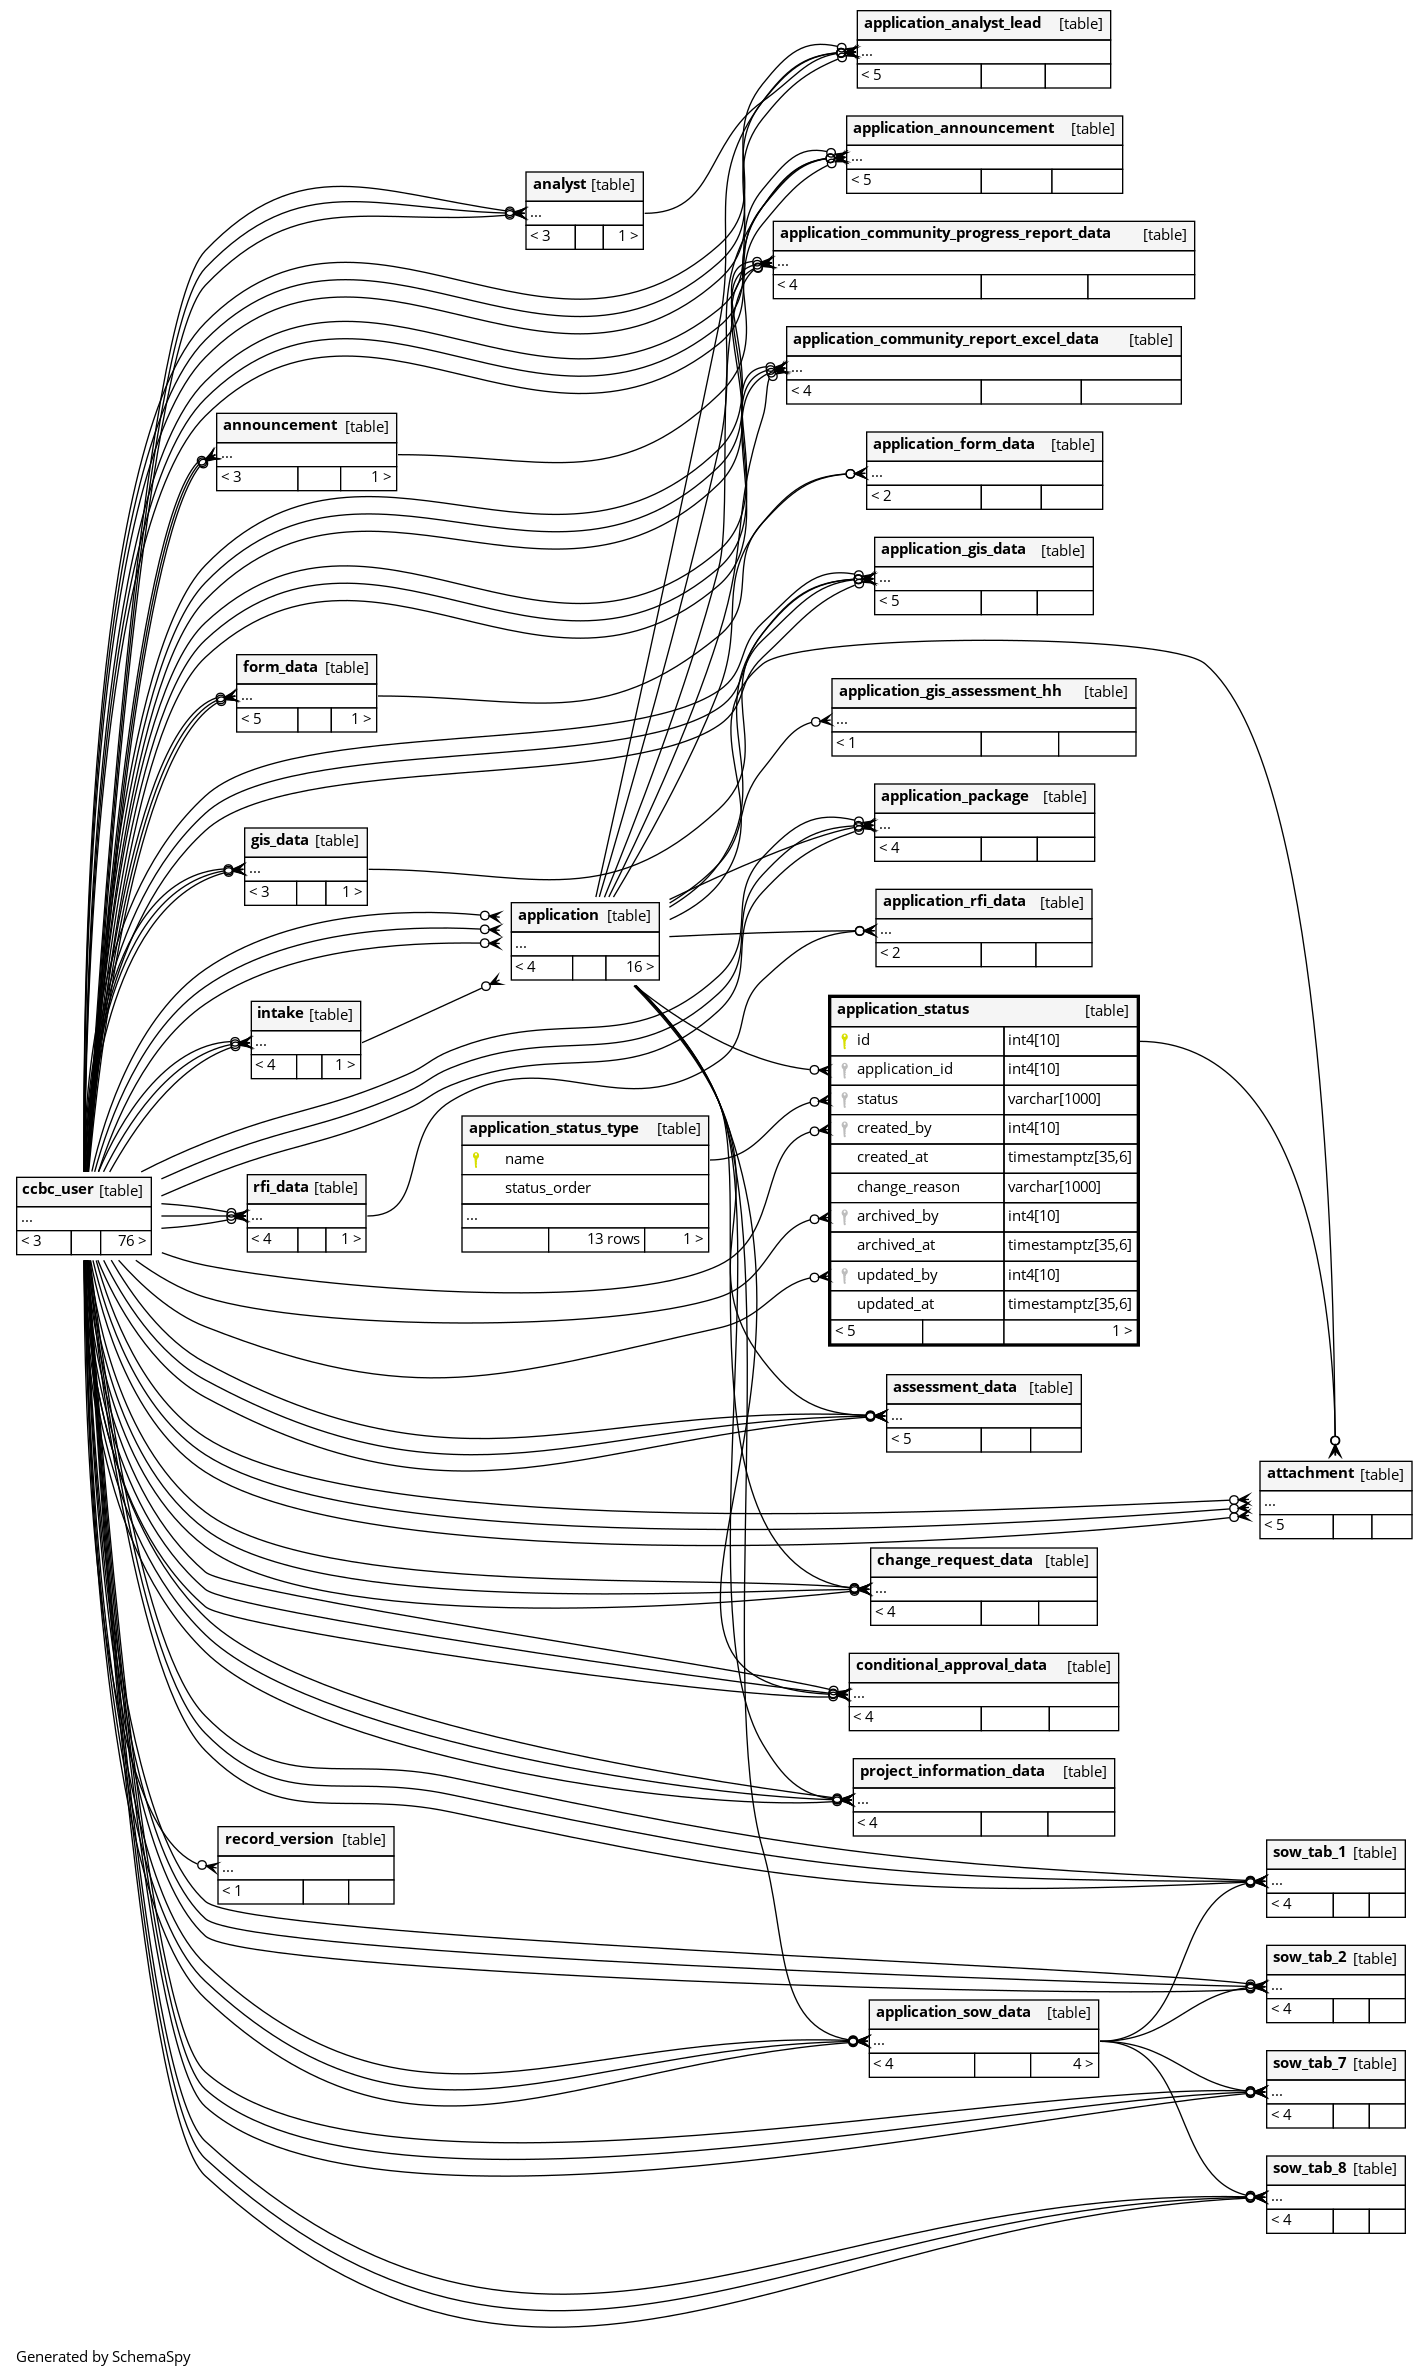 application_analyst_lead [table]
...
< 5
application_announcement [table]
...
< 5
analyst [table]
...
< 3 1 >
application_community_progress_report_data [table]
...
< 4
application_community_report_excel_data [table]
...
< 4
announcement [table]
...
< 3 1 >
application_form_data [table]
...
< 2
application_gis_data [table]
...
< 5
form_data [table]
...
< 5 1 >
application_gis_assessment_hh [table]
...
< 1
application_package [table]
...
< 4
gis_data [table]
...
< 3 1 >
application [table]
...
< 4 16 >
application_rfi_data [table]
...
< 2
intake [table]
...
< 4 1 >
application_status [table]
id int4[10]
application_id int4[10]
status varchar[1000]
created_by int4[10]
created_at timestamptz[35,6]
change_reason varchar[1000]
archived_by int4[10]
archived_at timestamptz[35,6]
updated_by int4[10]
updated_at timestamptz[35,6]
< 5 1 >
application_status_type [table]
name
status_order
...
13 rows 1 >
ccbc_user [table]
...
< 3 76 >
rfi_data [table]
...
< 4 1 >
assessment_data [table]
...
< 5
attachment [table]
...
< 5
change_request_data [table]
...
< 4
conditional_approval_data [table]
...
< 4
project_information_data [table]
...
< 4
record_version [table]
...
< 1
sow_tab_1 [table]
...
< 4
sow_tab_2 [table]
...
< 4
application_sow_data [table]
...
< 4 4 >
sow_tab_7 [table]
...
< 4
sow_tab_8 [table]
...
< 4
Generated by SchemaSpy